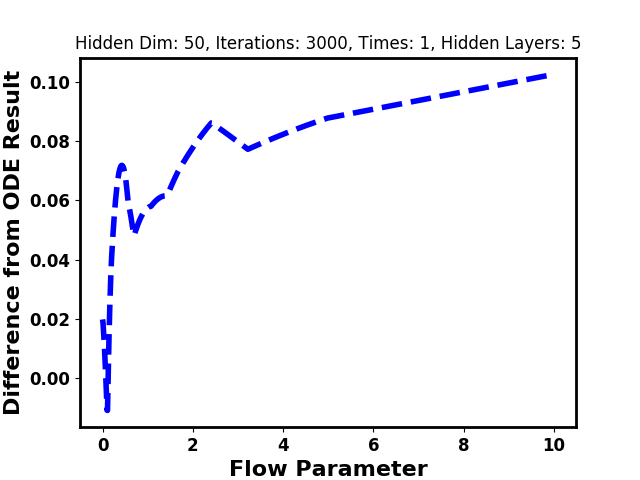 Hidden Dim: 50, Iterations: 3000, Times: 1, Hidden Layers: 5
Difference from ODE Result
0.10
0.08
0.06
0.04
0.02
0.00
0 2 4 6 8 10
Flow Parameter